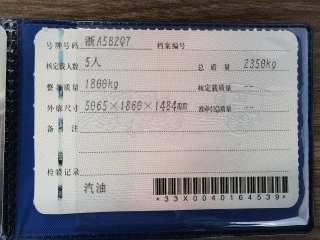 号牌号码 浙A5B2Q7 档案编号
核定载人数 5人 总质量 2350kg
整备质量 1800kg 核定载质量 --
外廓尺寸 5065×1860×1484mm 准牵引总质量 --
备注
检验记录
汽油
*33X0040164539*